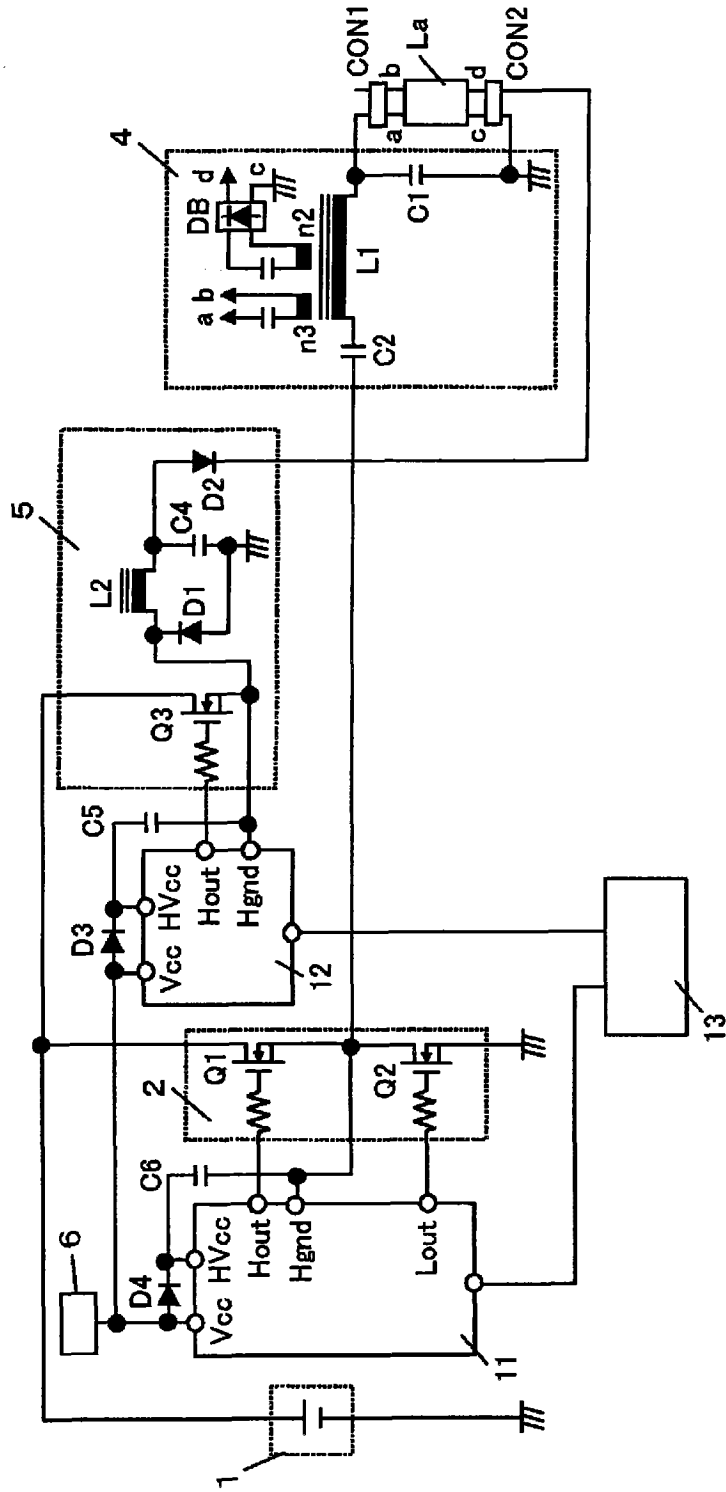 1
6
D4
Vcc
HVcc
Hout
Hgnd
Lout
11
C6
2
Q1
Q2
D3
Vcc
HVcc
Hout
Hgnd
12
C5
13
5
Q3
L2
D1
C4
D2
4
a
b
n3
C2
DB
d
c
n2
L1
C1
CON1
a
b
La
c
d
CON2